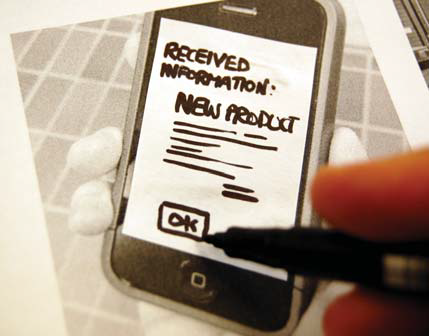 RECEIVED
INFORMATION:
NEW PRODUCT
OK